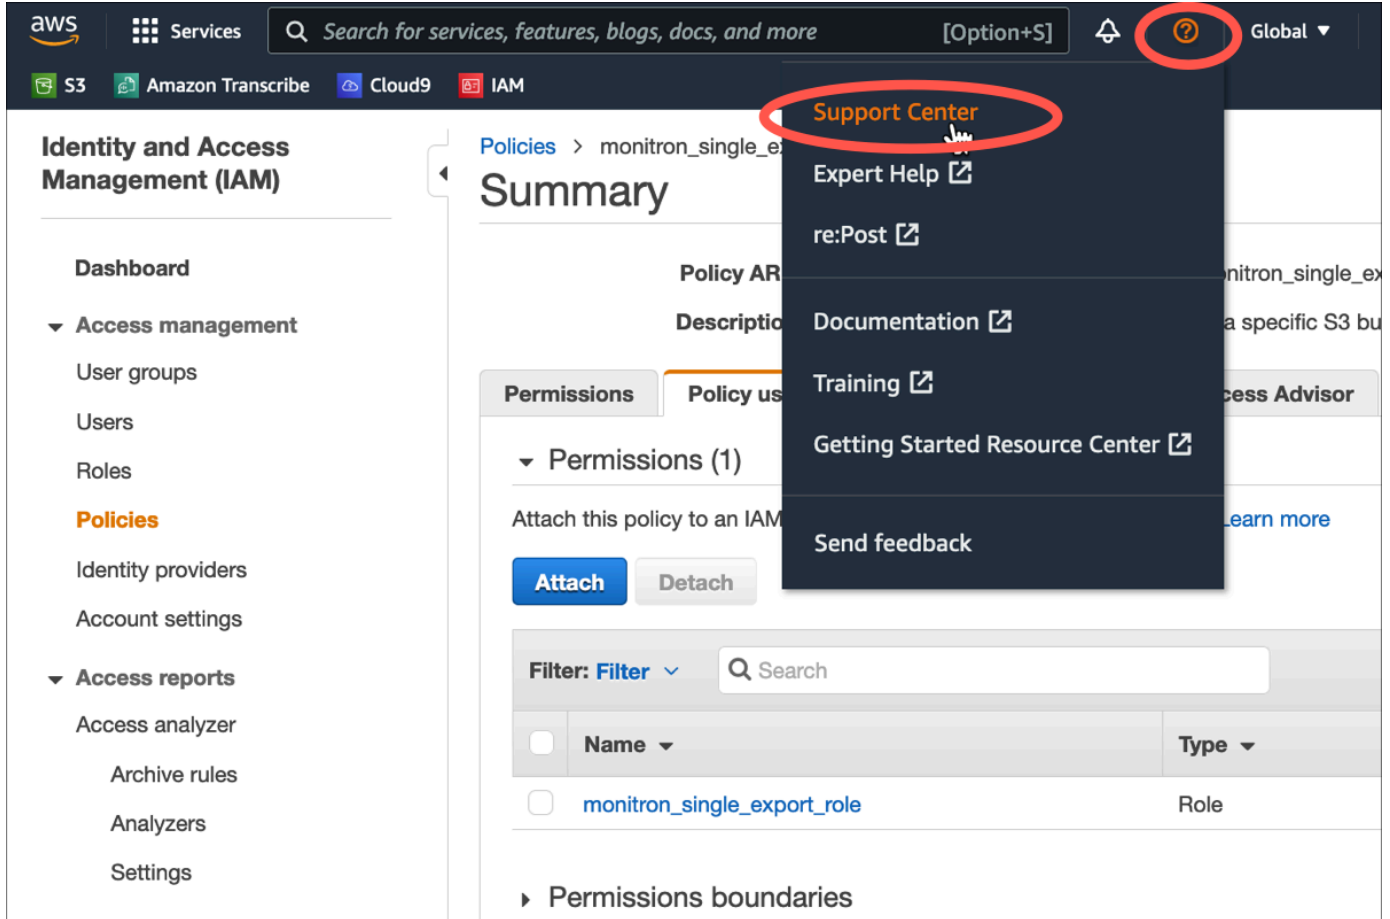 aws
Services
Search for services, features, blogs, docs, and more
[Option+S]
Global
S3
Amazon Transcribe
Cloud9
IAM
Identity and Access
Management (IAM)
Dashboard
Access management
User groups
Users
Roles
Policies
Identity providers
Account settings
Access reports
Access analyzer
Archive rules
Analyzers
Settings
Policies > monitron_single_e
Summary
Policy AR
nitron_single_ex
Descriptio
a specific S3 bu
Permissions
Policy us
cess Advisor
Permissions (1)
Attach this policy to an IAM
Learn more
Attach
Detach
Filter: Filter
Search
Name
Type
monitron_single_export_role
Role
Permissions boundaries
Support Center
Expert Help
re:Post
Documentation
Training
Getting Started Resource Center
Send feedback